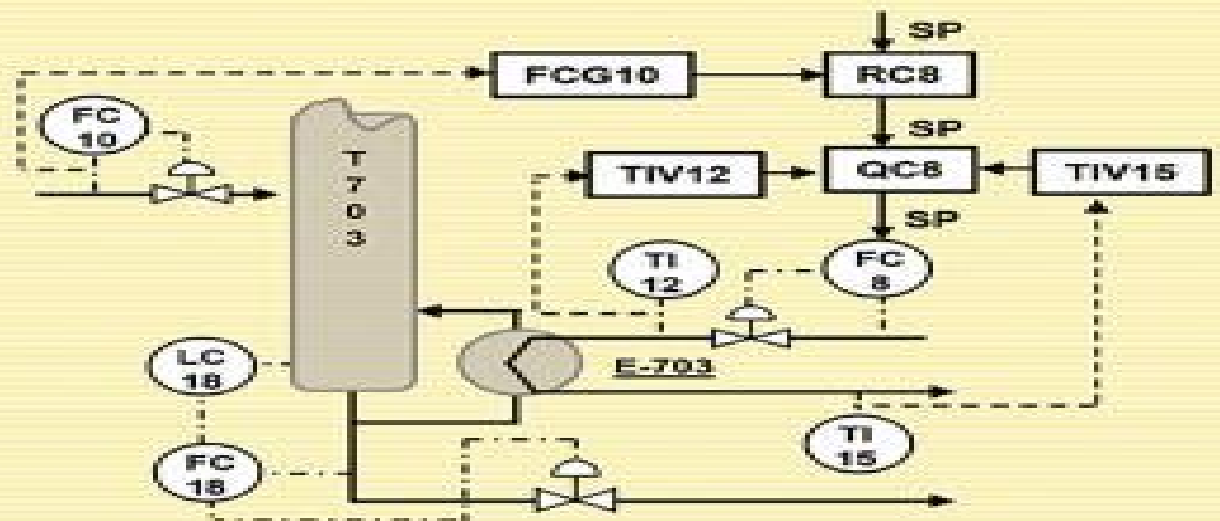 SP
FCG10
RC8
FC
10
SP
T
7
0
3
TIV12
QC8
TIV15
SP
TI
12
FC
8
LC
18
E-703
TI
15
FC
18